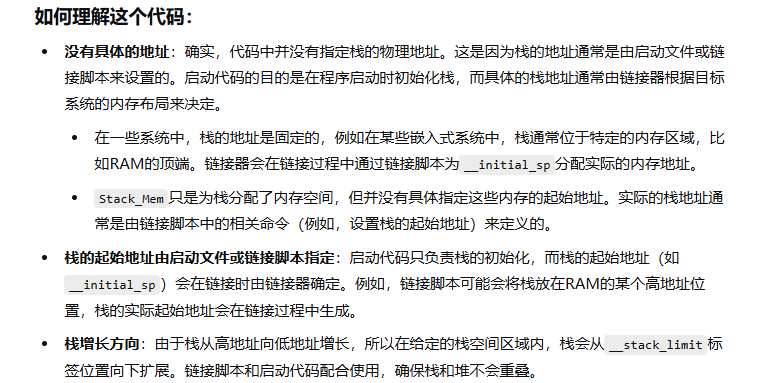 如何理解这个代码：
• 没有具体的地址：确实，代码中并没有指定栈的物理地址。这是因为栈的地址通常是由启动文件或链
接脚本来设置的。启动代码的目的是在程序启动时初始化栈，而具体的栈地址通常由链接器根据目标
系统的内存布局来决定。
• 在一些系统中，栈的地址是固定的，例如在某些嵌入式系统中，栈通常位于特定的内存区域，比
如RAM的顶端。链接器会在链接过程中通过链接脚本为 __initial_sp 分配实际的内存地址。
• Stack_Mem 只是为栈分配了内存空间，但并没有具体指定这些内存的起始地址。实际的栈地址通
常是由链接脚本中的相关命令（例如，设置栈的起始地址）来定义的。
• 栈的起始地址由启动文件或链接脚本指定：启动代码只负责栈的初始化，而栈的起始地址（如
__initial_sp ）会在链接时由链接器确定。例如，链接脚本可能会将栈放在RAM的某个高地址位
置，栈的实际起始地址会在链接过程中生成。
• 栈增长方向：由于栈从高地址向低地址增长，所以在给定的栈空间区域内，栈会从 __stack_limit 标
签位置向下扩展。链接脚本和启动代码配合使用，确保栈和堆不会重叠。